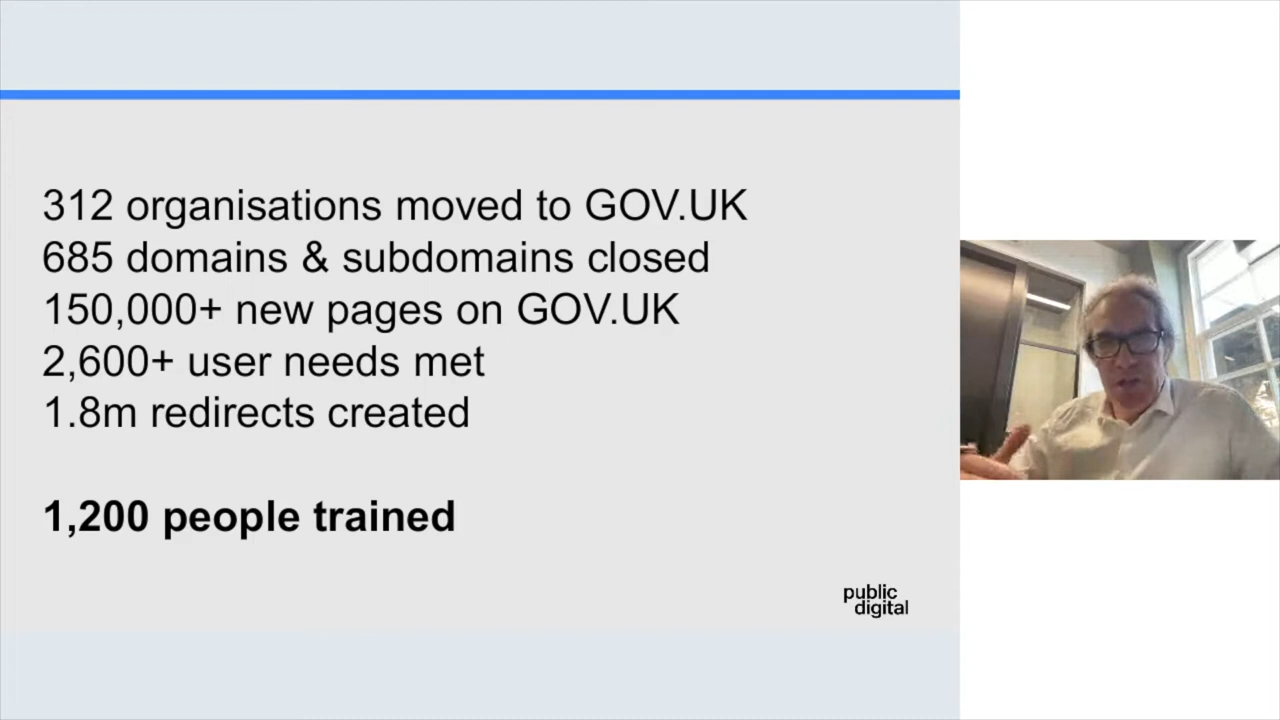 312 organisations moved to GOV.UK
685 domains & subdomains closed
150,000+ new pages on GOV.UK
2,600+ user needs met
1.8m redirects created
1,200 people trained
public
digital